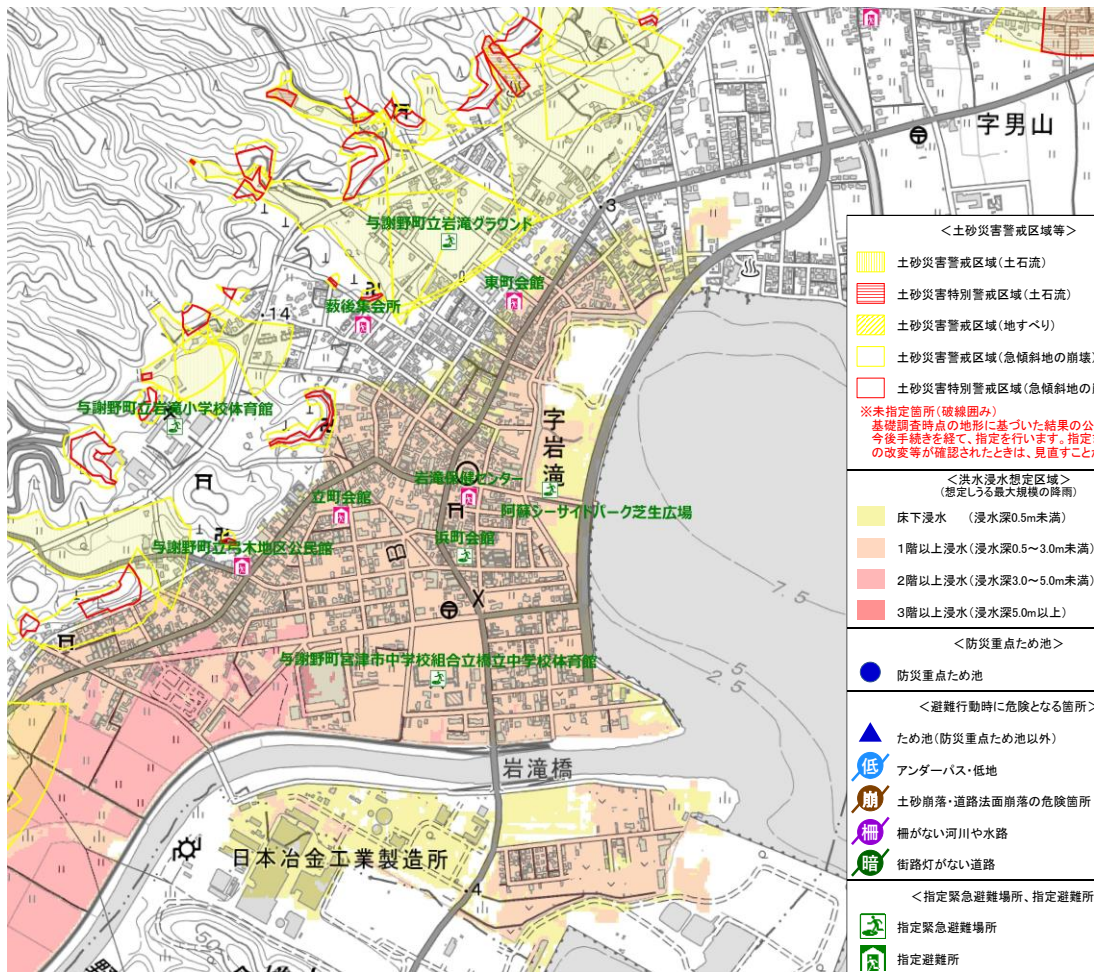 字男山
3
与謝野町立岩滝グラウンド
東町会館
藪後集会所
14
与謝野町立岩滝小学校体育館
字岩滝
岩滝保健センター
立町会館
阿蘇シーサイドパーク芝生広場
浜町会館
与謝野町立弓木地区公民館
7.5
5
2.5
与謝野町宮津市中学校組合立橋立中学校体育館
岩滝橋
日本冶金工業製造所
4
50
<土砂災害警戒区域等>
土砂災害警戒区域(土石流)
土砂災害特別警戒区域(土石流)
土砂災害警戒区域(地すべり)
土砂災害警戒区域(急傾斜地の崩壊)
土砂災害特別警戒区域(急傾斜地の崩
※未指定箇所(破線囲み)
基礎調査時点の地形に基づいた結果の公
今後手続きを経て、指定を行います。指定
の改変等が確認されたときは、見直すことが
<洪水浸水想定区域>
(想定しうる最大規模の降雨)
床下浸水 (浸水深0.5m未満)
1階以上浸水(浸水深0.5~3.0m未満)
2階以上浸水(浸水深3.0~5.0m未満)
3階以上浸水(浸水深5.0m以上)
<防災重点ため池>
防災重点ため池
<避難行動時に危険となる箇所>
ため池(防災重点ため池以外)
低 アンダーパス・低地
崩 土砂崩落・道路法面崩落の危険箇所
柵 柵がない河川や水路
暗 街路灯がない道路
<指定緊急避難場所、指定避難所
指定緊急避難場所
指定避難所